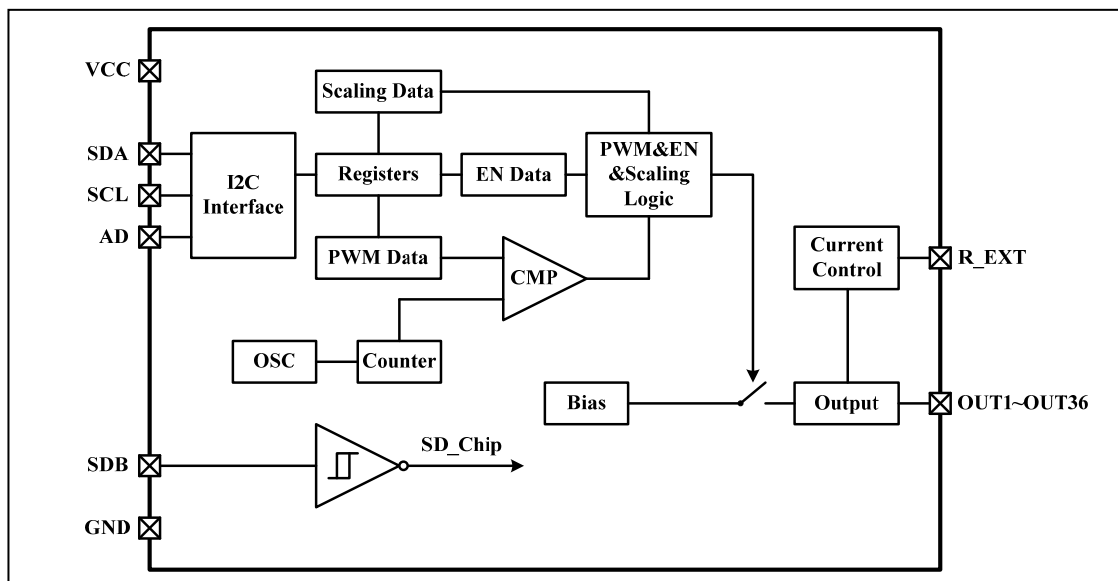 VCC
Scaling Data
SDA
I2C
Interface
Registers
EN Data
PWM&EN
&Scaling
Logic
SCL
AD
PWM Data
CMP
Current
Control
R_EXT
OSC
Counter
Bias
Output
OUT1~OUT36
SDB
SD_Chip
GND